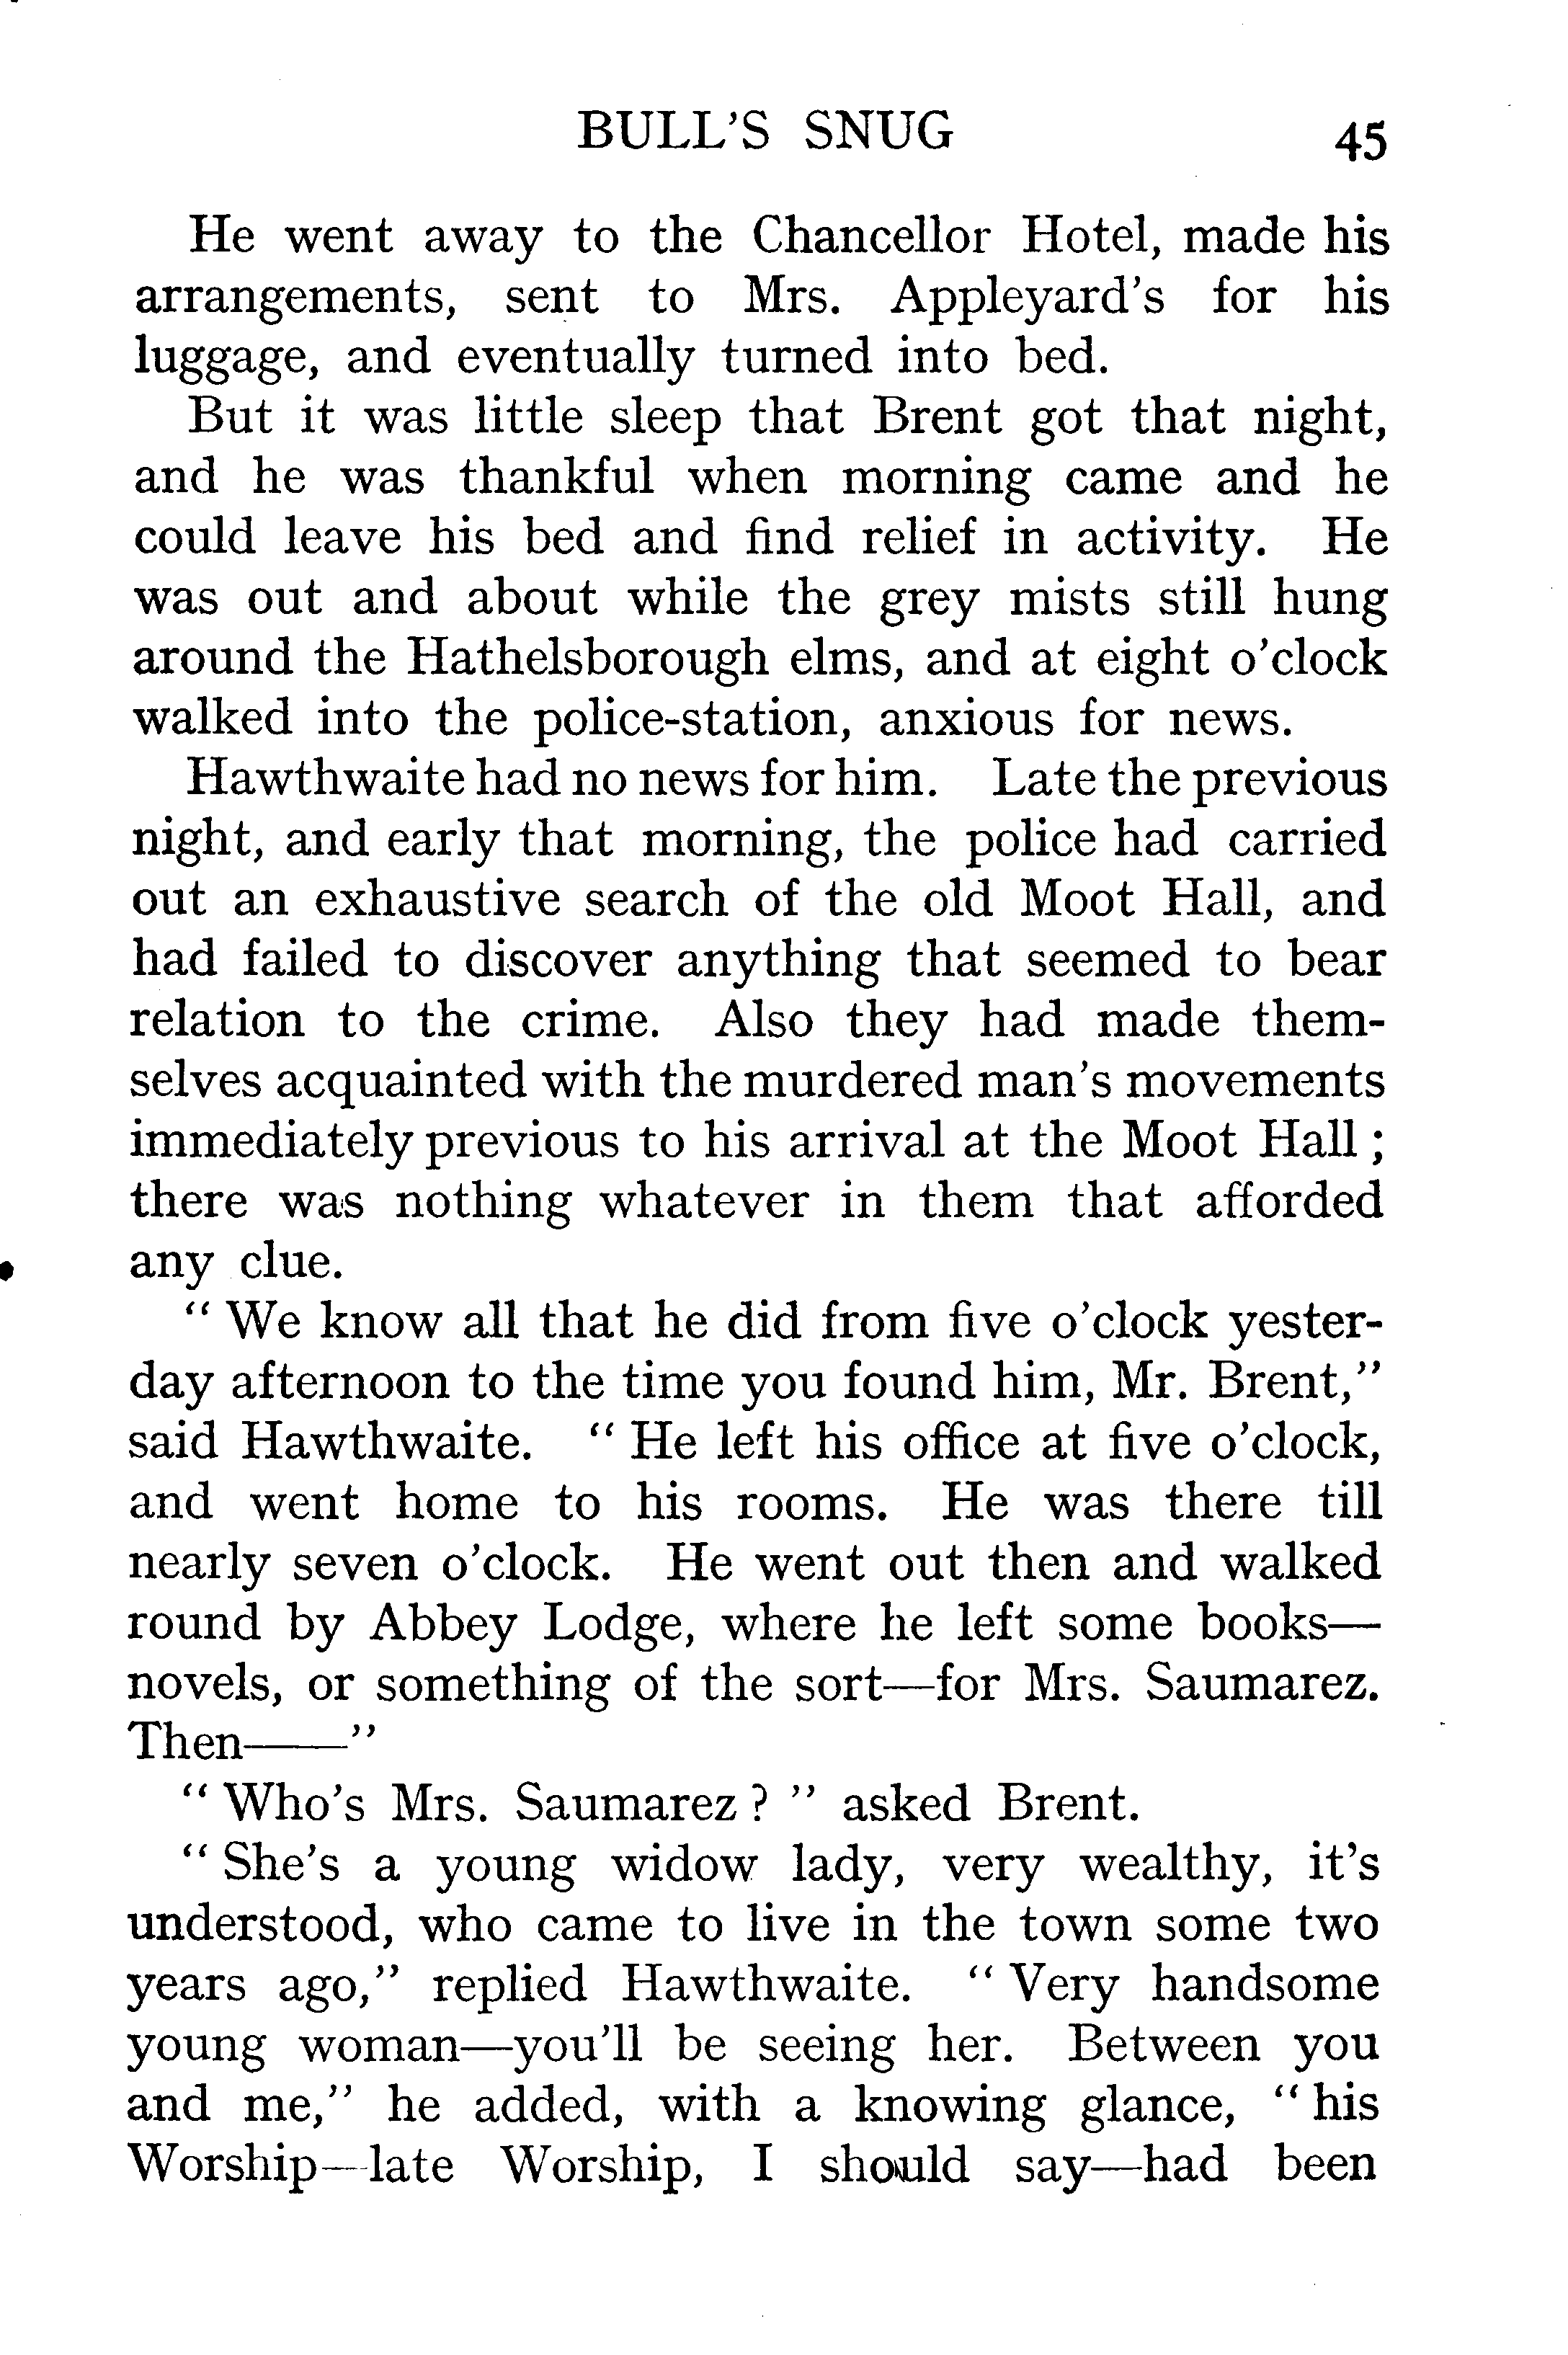 BULL'S SNUG 45
He went away to the Chancellor Hotel, made his
arrangements, sent to Mrs. Appleyard's for his
luggage, and eventually turned into bed.
But it was little sleep that Brent got that night,
and he was thankful when morning came and he
could leave his bed and find relief in activity. He
was out and about while the grey mists still hung
around the Hathelsborough elms, and at eight o'clock
walked into the police-station, anxious for news.
Hawthwaite had no news for him. Late the previous
night, and early that morning, the police had carried
out an exhaustive search of the old Moot Hall, and
had failed to discover anything that seemed to bear
relation to the crime. Also they had made them-
selves acquainted with the murdered man's movements
immediately previous to his arrival at the Moot Hall ;
there was nothing whatever in them that afforded
any clue.
" We know all that he did from five o'clock yester-
day afternoon to the time you found him, Mr. Brent,"
said Hawthwaite. " He left his office at five o'clock,
and went home to his rooms. He was there till
nearly seven o'clock. He went out then and walked
round by Abbey Lodge, where he left some books—
novels, or something of the sort—for Mrs. Saumarez.
Then——"
" Who's Mrs. Saumarez ? " asked Brent.
" She's a young widow lady, very wealthy, it's
understood, who came to live in the town some two
years ago," replied Hawthwaite. " Very handsome
young woman—you'll be seeing her. Between you
and me," he added, with a knowing glance, " his
Worship—late Worship, I should say—had been